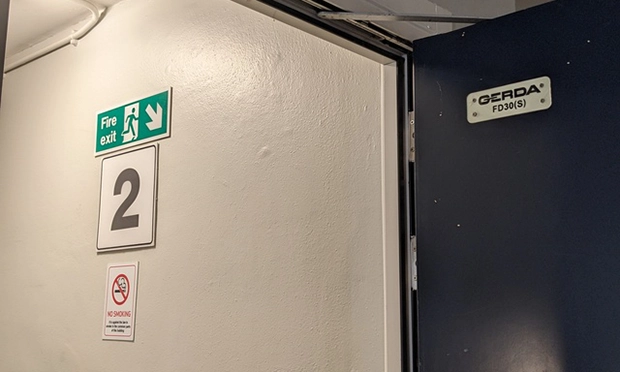 Fire
exit
2
NO SMOKING
GERDA
FD30(S)